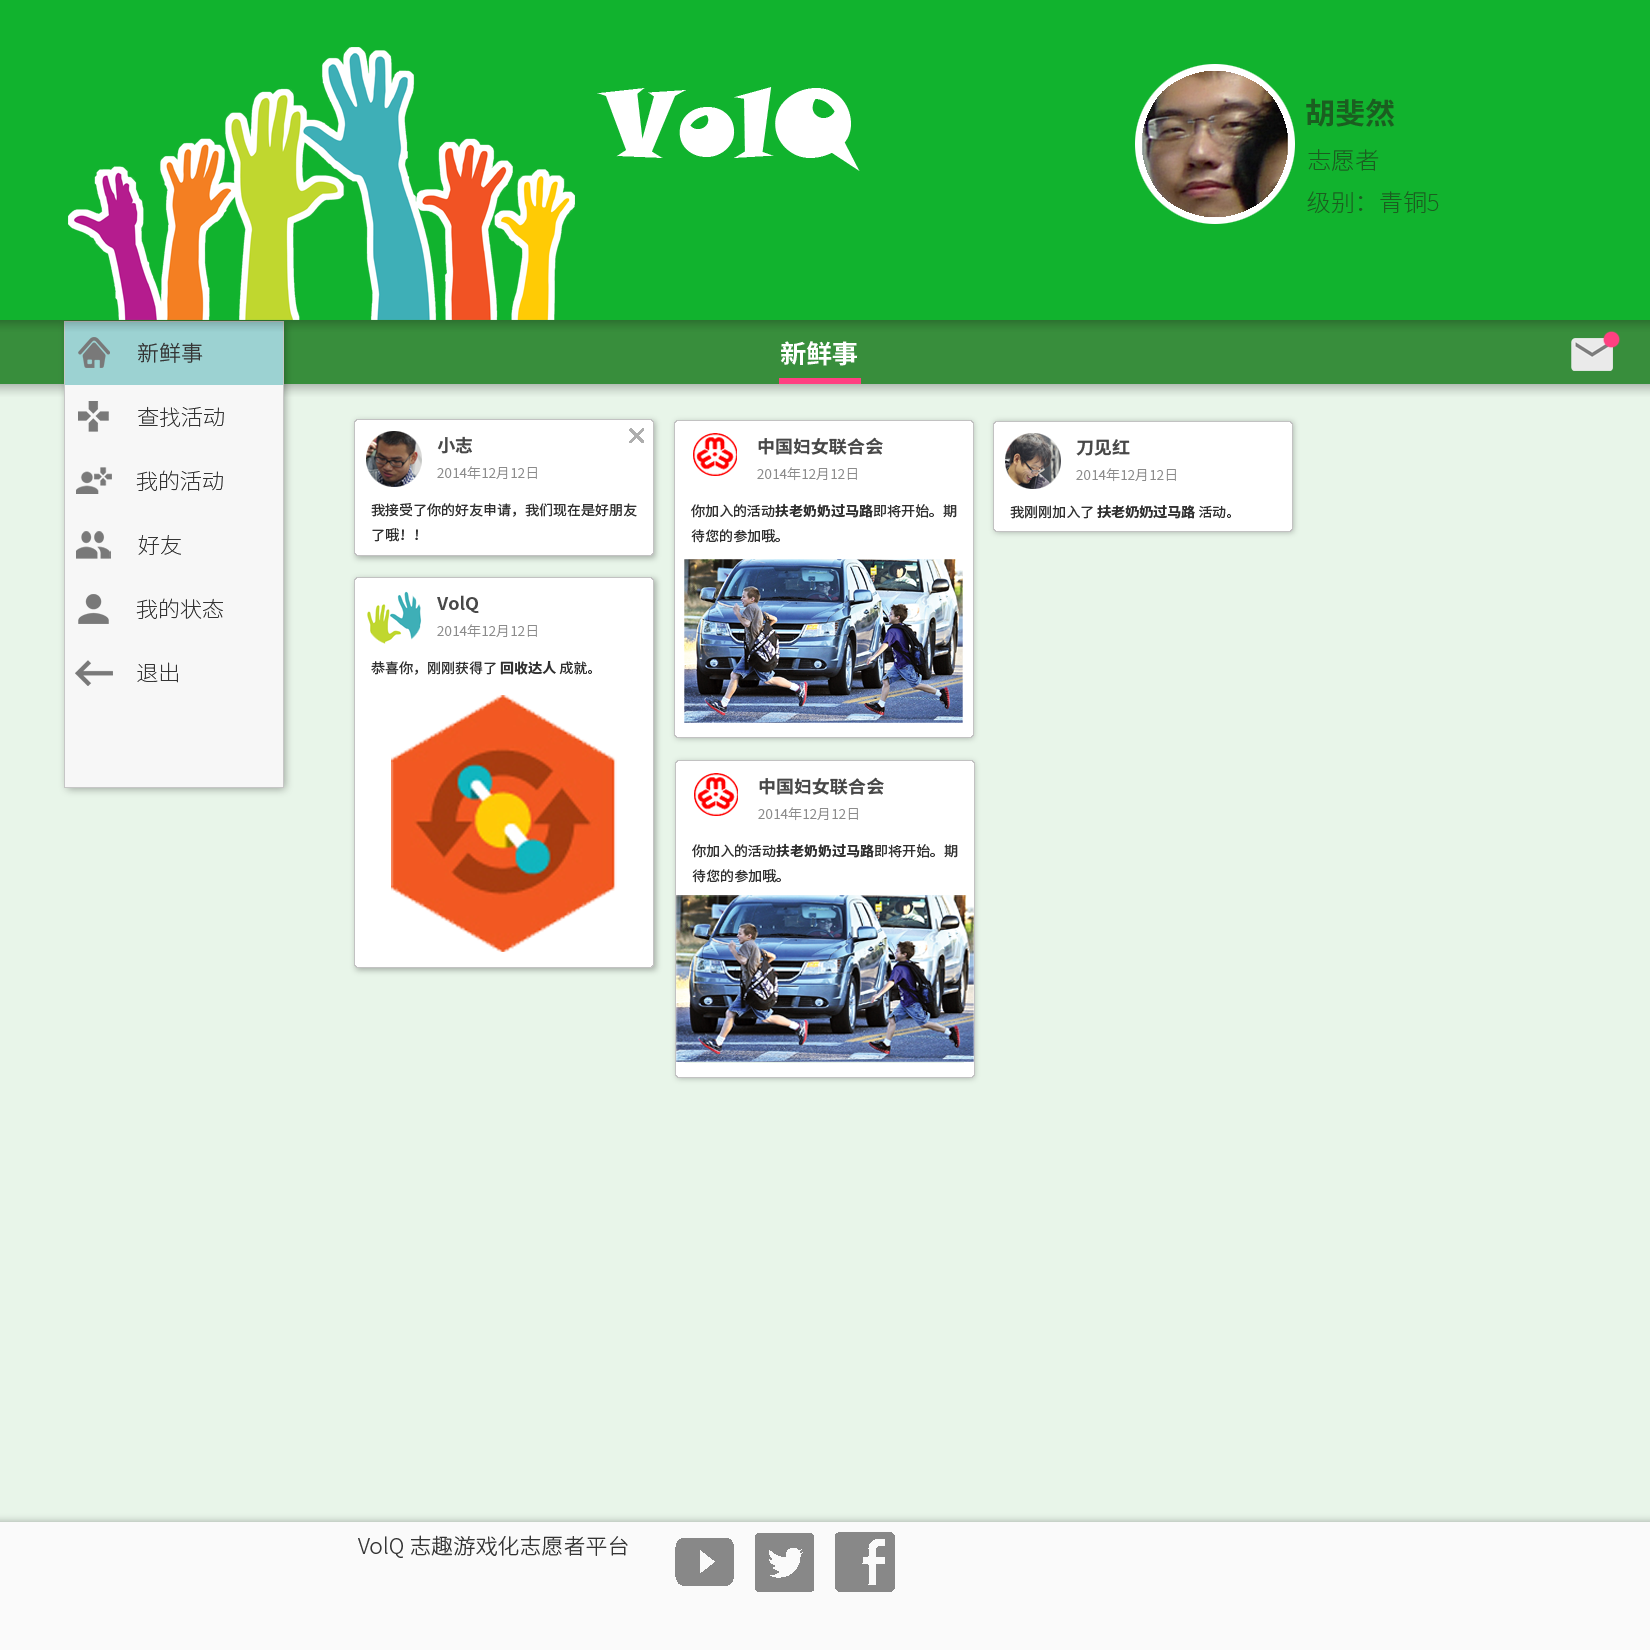 VolQ
胡斐然
志愿者
级别：青铜5
新鲜事
新鲜事
查找活动
我的活动
好友
我的状态
退出
小志
2014年12月12日
我接受了你的好友申请，我们现在是好朋友
了哦！！
VolQ
2014年12月12日
恭喜你，刚刚获得了 回收达人 成就。
中国妇女联合会
2014年12月12日
你加入的活动扶老奶奶过马路即将开始。期
待您的参加哦。
中国妇女联合会
2014年12月12日
你加入的活动扶老奶奶过马路即将开始。期
待您的参加哦。
刀见红
2014年12月12日
我刚刚加入了 扶老奶奶过马路 活动。
VolQ 志趣游戏化志愿者平台